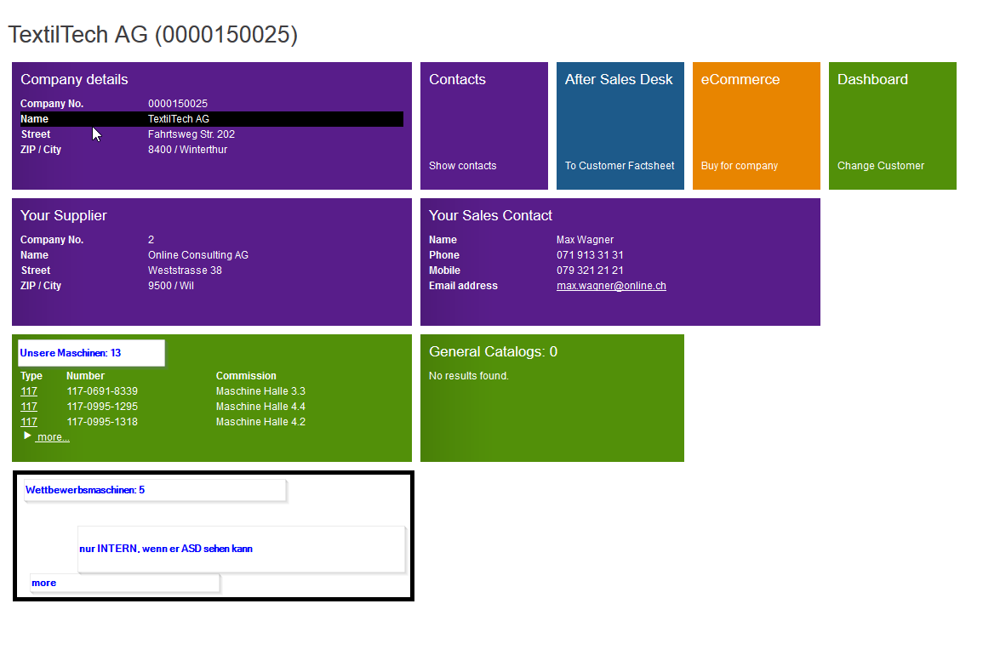 TextilTech AG (0000150025)
Company details
Company No. 0000150025
Name TextilTech AG
Street Fahrtsweg Str. 202
ZIP / City 8400 / Winterthur
Contacts
Show contacts
After Sales Desk
To Customer Factsheet
eCommerce
Buy for company
Dashboard
Change Customer
Your Supplier
Company No. 2
Name Online Consulting AG
Street Weststrasse 38
ZIP / City 9500 / Wil
Your Sales Contact
Name Max Wagner
Phone 071 913 31 31
Mobile 079 321 21 21
Email address max.wagner@online.ch
Unsere Maschinen: 13
Type Number Commission
117 117-0691-8339 Maschine Halle 3.3
117 117-0995-1295 Maschine Halle 4.4
117 117-0995-1318 Maschine Halle 4.2
more...
General Catalogs: 0
No results found.
Wettbewerbsmaschinen: 5
nur INTERN, wenn er ASD sehen kann
more